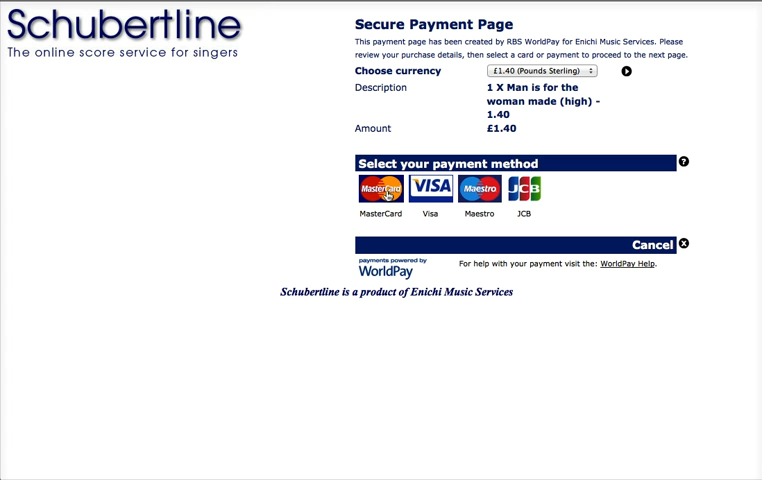 Schubertline
The online score service for singers
Secure Payment Page
This payment page has been created by RBS WorldPay for Enichi Music Services. Please
review your purchase details, then select a card or payment to proceed to the next page.
Choose currency £1.40 (Pounds Sterling)
Description 1 X Man is for the
woman made (high) -
1.40
Amount £1.40
Select your payment method ?
MasterCard VISA Maestro JCB
MasterCard Visa Maestro JCB
Cancel X
payments powered by
WorldPay
For help with your payment visit the: WorldPay Help.
Schubertline is a product of Enichi Music Services